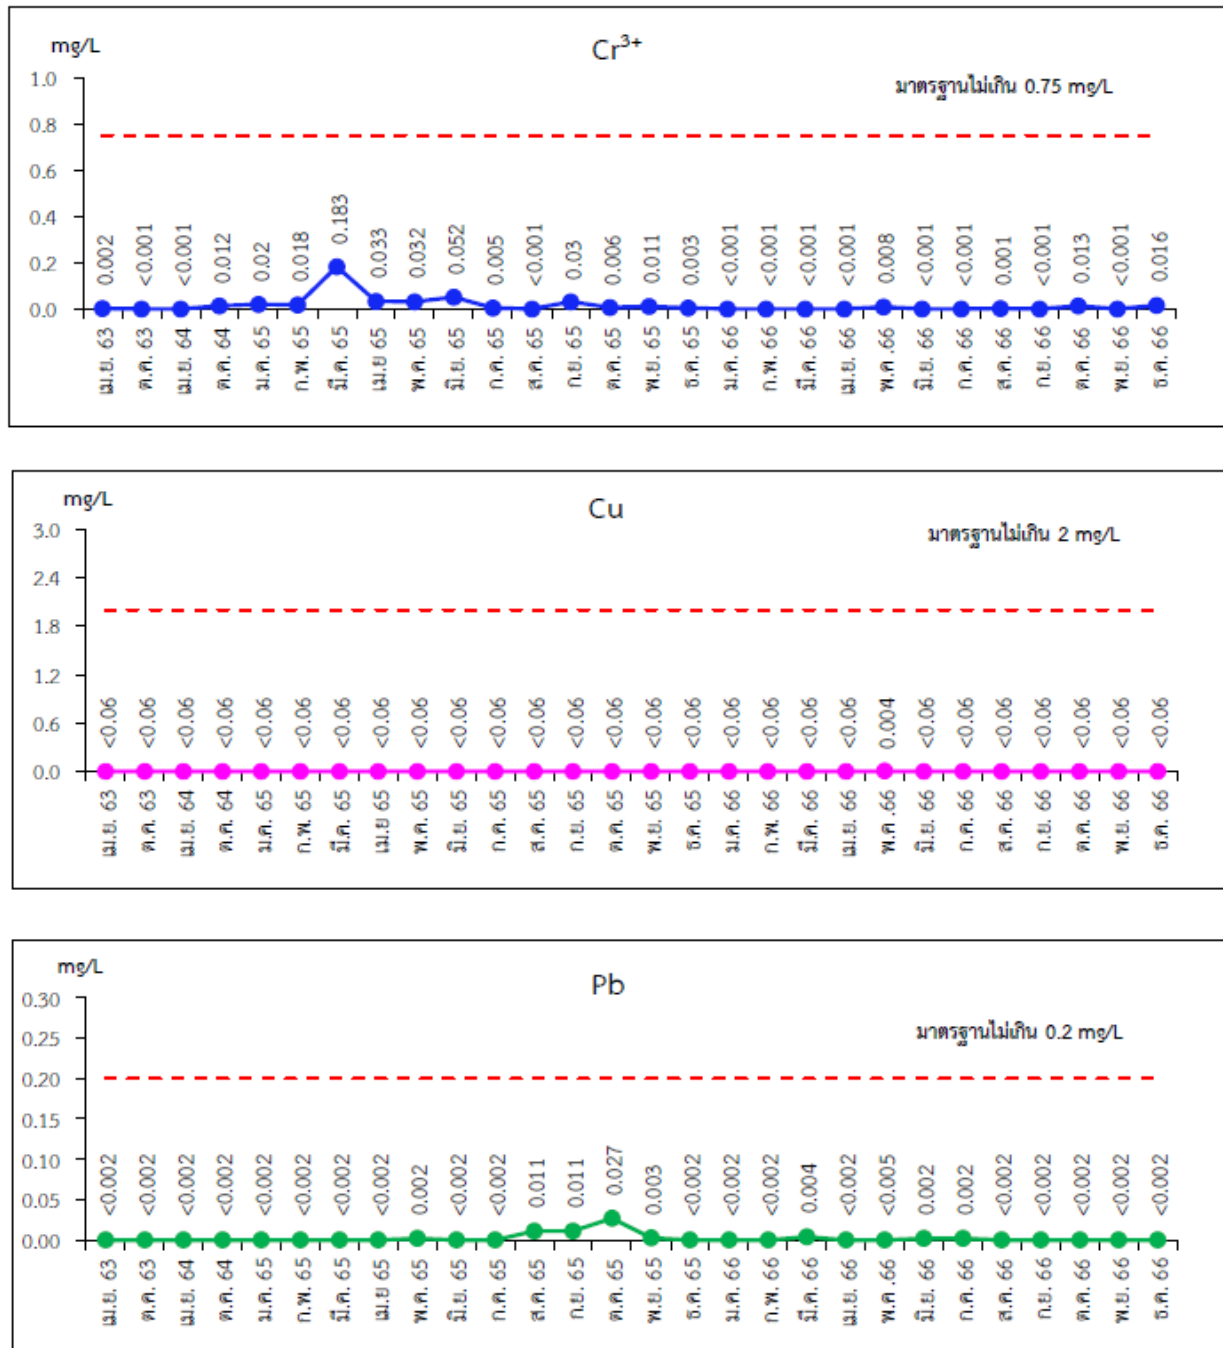 mg/L
Cr³⁺
มาตรฐานไม่เกิน 0.75 mg/L
1.0
0.8
0.6
0.4
0.2
0.0
0.002 <0.001 <0.001 0.012 0.02 0.018 0.183 0.033 0.032 0.052 0.005 <0.001 0.03 0.006 0.011 0.003 <0.001 <0.001 <0.001 <0.001 0.008 <0.001 <0.001 0.001 <0.001 0.013 <0.001 0.016
เม.ย. 63 ต.ค. 63 เม.ย. 64 ต.ค. 64 ม.ค. 65 ก.พ. 65 มี.ค. 65 เม.ย 65 พ.ค. 65 มิ.ย. 65 ก.ค. 65 ส.ค. 65 ก.ย. 65 ต.ค. 65 พ.ย. 65 ธ.ค. 65 ม.ค. 66 ก.พ. 66 มี.ค. 66 เม.ย. 66 พ.ค .66 มิ.ย. 66 ก.ค. 66 ส.ค. 66 ก.ย. 66 ต.ค. 66 พ.ย. 66 ธ.ค. 66
mg/L
Cu
มาตรฐานไม่เกิน 2 mg/L
3.0
2.4
1.8
1.2
0.6
0.0
<0.06 <0.06 <0.06 <0.06 <0.06 <0.06 <0.06 <0.06 <0.06 <0.06 <0.06 <0.06 <0.06 <0.06 <0.06 <0.06 <0.06 <0.06 <0.06 <0.06 0.004 <0.06 <0.06 <0.06 <0.06 <0.06 <0.06 <0.06
เม.ย. 63 ต.ค. 63 เม.ย. 64 ต.ค. 64 ม.ค. 65 ก.พ. 65 มี.ค. 65 เม.ย 65 พ.ค. 65 มิ.ย. 65 ก.ค. 65 ส.ค. 65 ก.ย. 65 ต.ค. 65 พ.ย. 65 ธ.ค. 65 ม.ค. 66 ก.พ. 66 มี.ค. 66 เม.ย. 66 พ.ค .66 มิ.ย. 66 ก.ค. 66 ส.ค. 66 ก.ย. 66 ต.ค. 66 พ.ย. 66 ธ.ค. 66
mg/L
Pb
มาตรฐานไม่เกิน 0.2 mg/L
0.30
0.25
0.20
0.15
0.10
0.05
0.00
<0.002 <0.002 <0.002 <0.002 <0.002 <0.002 <0.002 <0.002 0.002 <0.002 <0.002 0.011 0.011 0.027 0.003 <0.002 <0.002 <0.002 0.004 <0.002 <0.005 0.002 0.002 <0.002 <0.002 <0.002 <0.002 <0.002
เม.ย. 63 ต.ค. 63 เม.ย. 64 ต.ค. 64 ม.ค. 65 ก.พ. 65 มี.ค. 65 เม.ย 65 พ.ค. 65 มิ.ย. 65 ก.ค. 65 ส.ค. 65 ก.ย. 65 ต.ค. 65 พ.ย. 65 ธ.ค. 65 ม.ค. 66 ก.พ. 66 มี.ค. 66 เม.ย. 66 พ.ค .66 มิ.ย. 66 ก.ค. 66 ส.ค. 66 ก.ย. 66 ต.ค. 66 พ.ย. 66 ธ.ค. 66